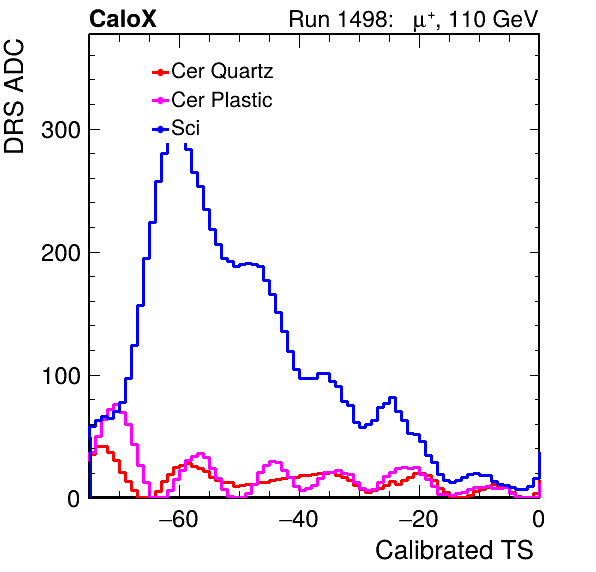 CaloX Run 1498: μ⁺, 110 GeV
DRS ADC
Cer Quartz
Cer Plastic
Sci
300
200
100
0
−60 −40 −20 0
Calibrated TS